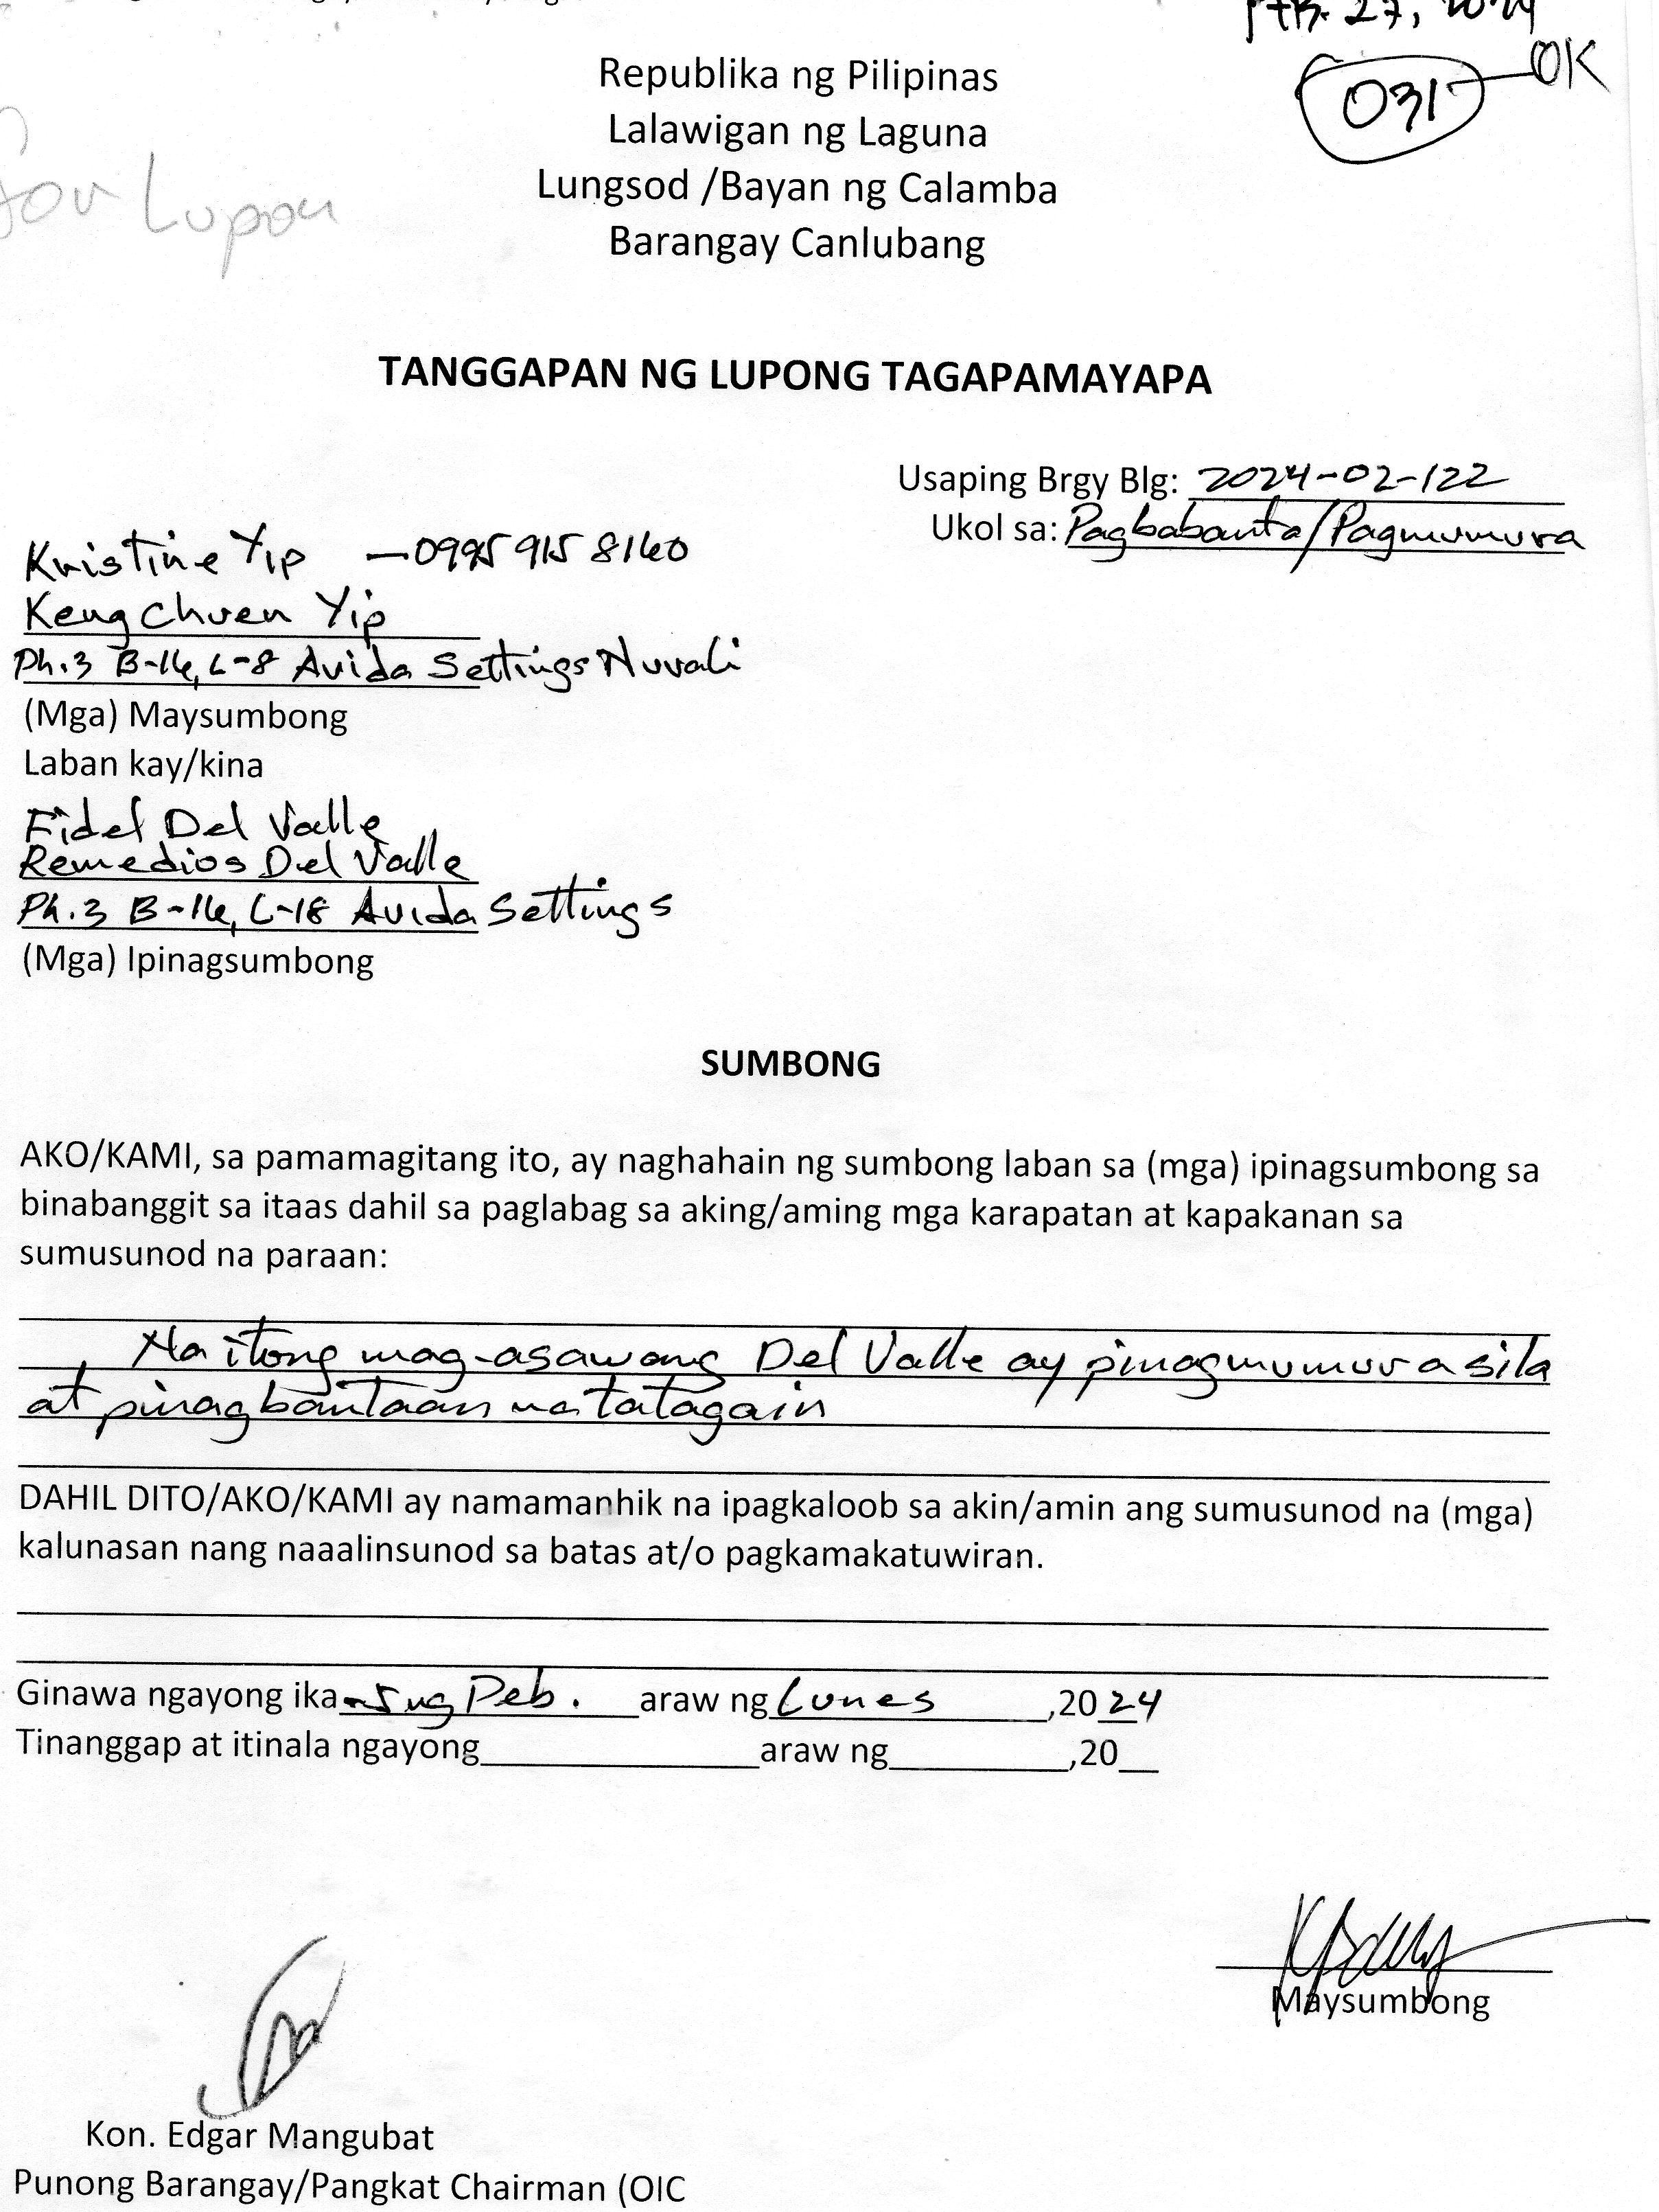 Feb. 27, 2024
031 OK
Republika ng Pilipinas
Lalawigan ng Laguna
Lungsod /Bayan ng Calamba
Barangay Canlubang
for Lupon
TANGGAPAN NG LUPONG TAGAPAMAYAPA
Usaping Brgy Blg: 2024-02-122
Ukol sa: Pagbabanta/Pagmumura
Kristine Yip — 0995 915 8160
Keng Chuen Yip
Ph.3 B-16, L-8 Avida Settings Nuvali
(Mga) Maysumbong
Laban kay/kina
Fidel Del Valle
Remedios Del Valle
Ph.3 B-16, L-18 Avida Settings
(Mga) Ipinagsumbong
SUMBONG
AKO/KAMI, sa pamamagitang ito, ay naghahain ng sumbong laban sa (mga) ipinagsumbong sa
binabanggit sa itaas dahil sa paglabag sa aking/aming mga karapatan at kapakanan sa
sumusunod na paraan:
Na itong mag-asawang Del Valle ay pinagmumura sila
at pinagbantaan na tatagain
DAHIL DITO/AKO/KAMI ay namamanhik na ipagkaloob sa akin/amin ang sumusunod na (mga)
kalunasan nang naaalinsunod sa batas at/o pagkamakatuwiran.
Ginawa ngayong ika-5 ng Peb. araw ng Lunes ,2024
Tinanggap at itinala ngayong araw ng ,20
Maysumbong
Kon. Edgar Mangubat
Punong Barangay/Pangkat Chairman (OIC